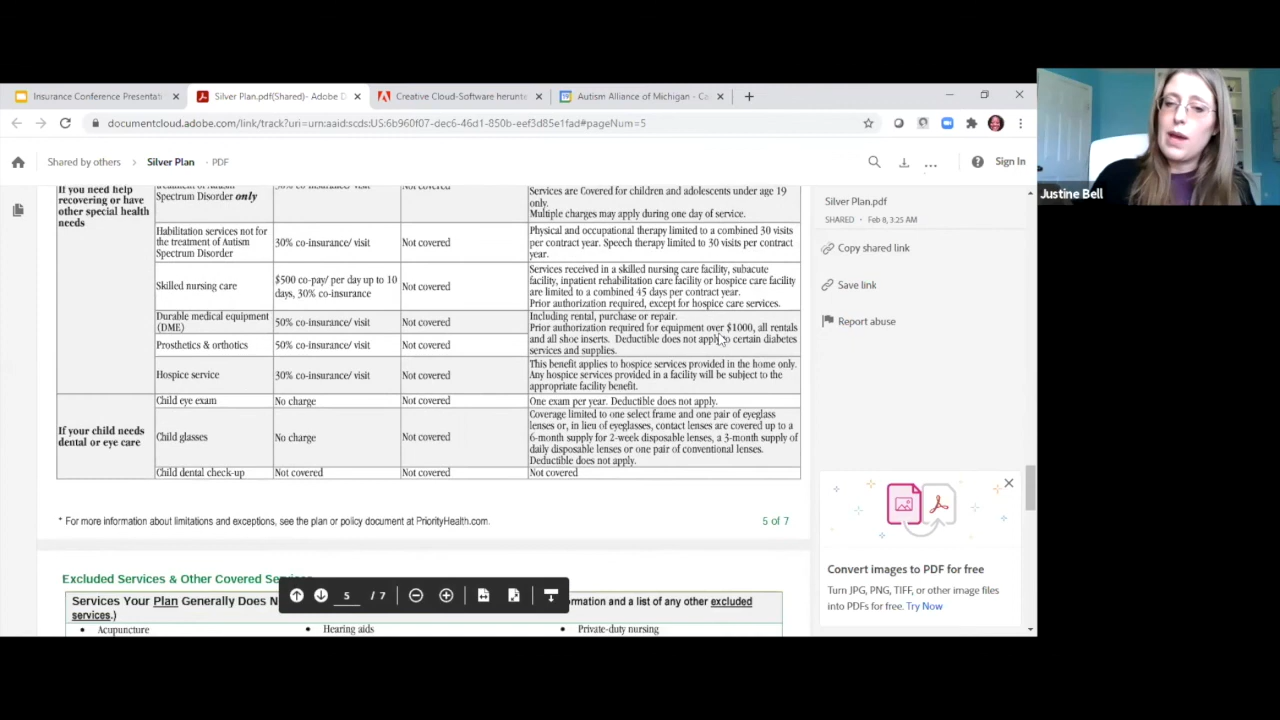 Insurance Conference Presentati
Silver Plan.pdf(Shared)- Adobe D
Creative Cloud-Software herunte
Autism Alliance of Michigan - Ca
documentcloud.adobe.com/link/track?uri=urn:aaid:scds:US:6b960f07-dec6-46d1-850b-eef3d85e1fad#pageNum=5
Shared by others > Silver Plan · PDF
Sign In
Justine Bell
Silver Plan.pdf
SHARED • Feb 8, 3:25 AM
Copy shared link
Save link
Report abuse
If you need help
recovering or have
other special health
needs
treatment of Autism
Spectrum Disorder only
30% co-insurance/ visit
Not covered
Services are Covered for children and adolescents under age 19
only.
Multiple charges may apply during one day of service.
Habilitation services not for
the treatment of Autism
Spectrum Disorder
30% co-insurance/ visit
Not covered
Physical and occupational therapy limited to a combined 30 visits
per contract year. Speech therapy limited to 30 visits per contract
year.
Skilled nursing care
$500 co-pay/ per day up to 10
days, 30% co-insurance
Not covered
Services received in a skilled nursing care facility, subacute
facility, inpatient rehabilitation care facility or hospice care facility
are limited to a combined 45 days per contract year.
Prior authorization required, except for hospice care services.
Durable medical equipment
(DME)
50% co-insurance/ visit
Not covered
Including rental, purchase or repair.
Prior authorization required for equipment over $1000, all rentals
and all shoe inserts. Deductible does not apply to certain diabetes
services and supplies.
Prosthetics & orthotics
50% co-insurance/ visit
Not covered
Hospice service
30% co-insurance/ visit
Not covered
This benefit applies to hospice services provided in the home only.
Any hospice services provided in a facility will be subject to the
appropriate facility benefit.
If your child needs
dental or eye care
Child eye exam
No charge
Not covered
One exam per year. Deductible does not apply.
Child glasses
No charge
Not covered
Coverage limited to one select frame and one pair of eyeglass
lenses or, in lieu of eyeglasses, contact lenses are covered up to a
6-month supply for 2-week disposable lenses, a 3-month supply of
daily disposable lenses or one pair of conventional lenses.
Deductible does not apply.
Child dental check-up
Not covered
Not covered
Not covered
* For more information about limitations and exceptions, see the plan or policy document at PriorityHealth.com.
5 of 7
Excluded Services & Other Covered
Services Your Plan Generally Does N
formation and a list of any other excluded
services.)
• Acupuncture
• Hearing aids
• Private-duty nursing
5 / 7
Convert images to PDF for free
Turn JPG, PNG, TIFF, or other image files
into PDFs for free. Try Now